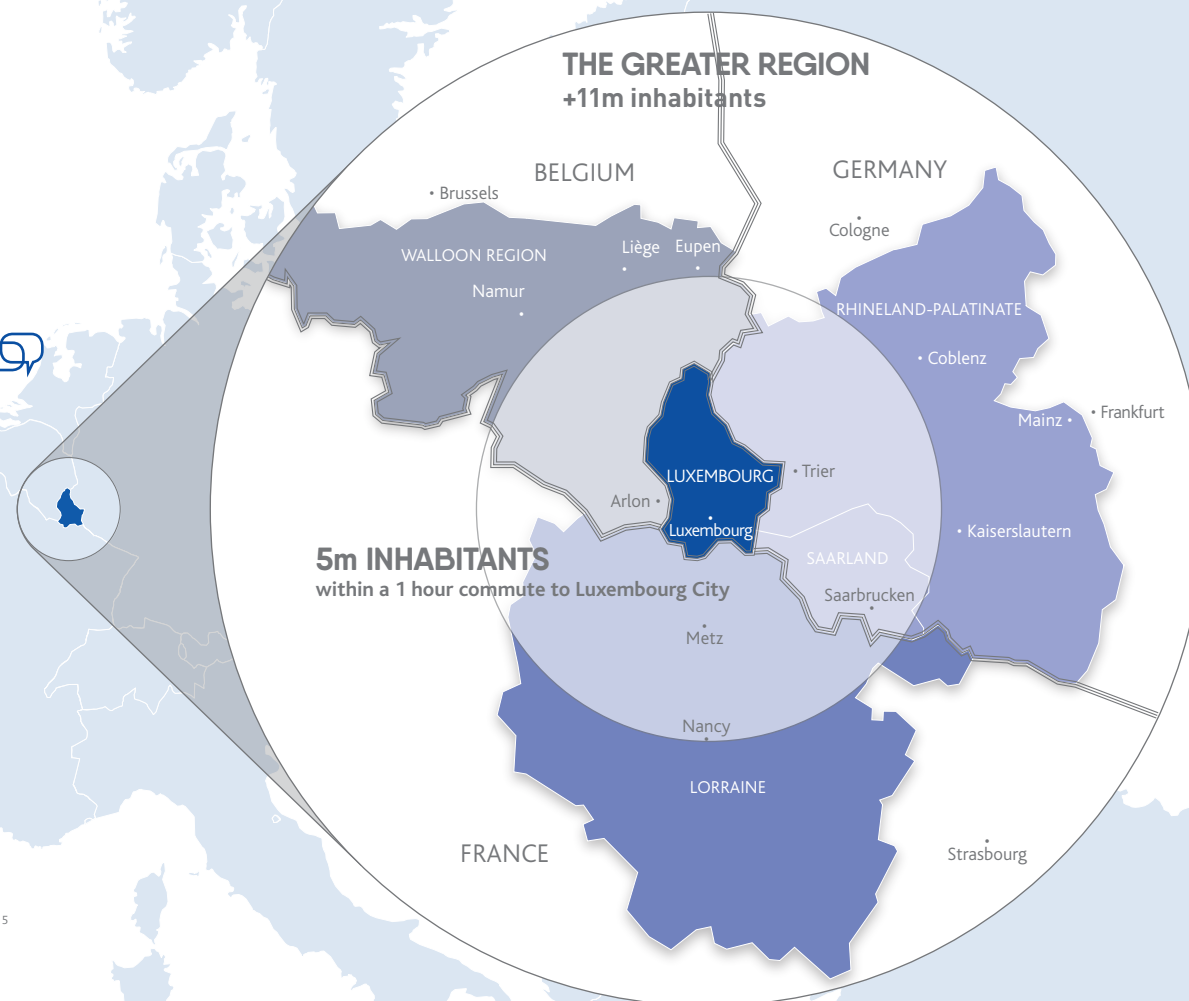 THE GREATER REGION
+11m inhabitants
BELGIUM
GERMANY
Brussels
Cologne
WALLOON REGION
Liège
Eupen
Namur
RHINELAND-PALATINATE
Coblenz
Mainz
Frankfurt
LUXEMBOURG
Trier
Arlon
Luxembourg
Kaiserslautern
5m INHABITANTS
within a 1 hour commute to Luxembourg City
SAARLAND
Saarbrucken
Metz
Nancy
LORRAINE
FRANCE
Strasbourg
5